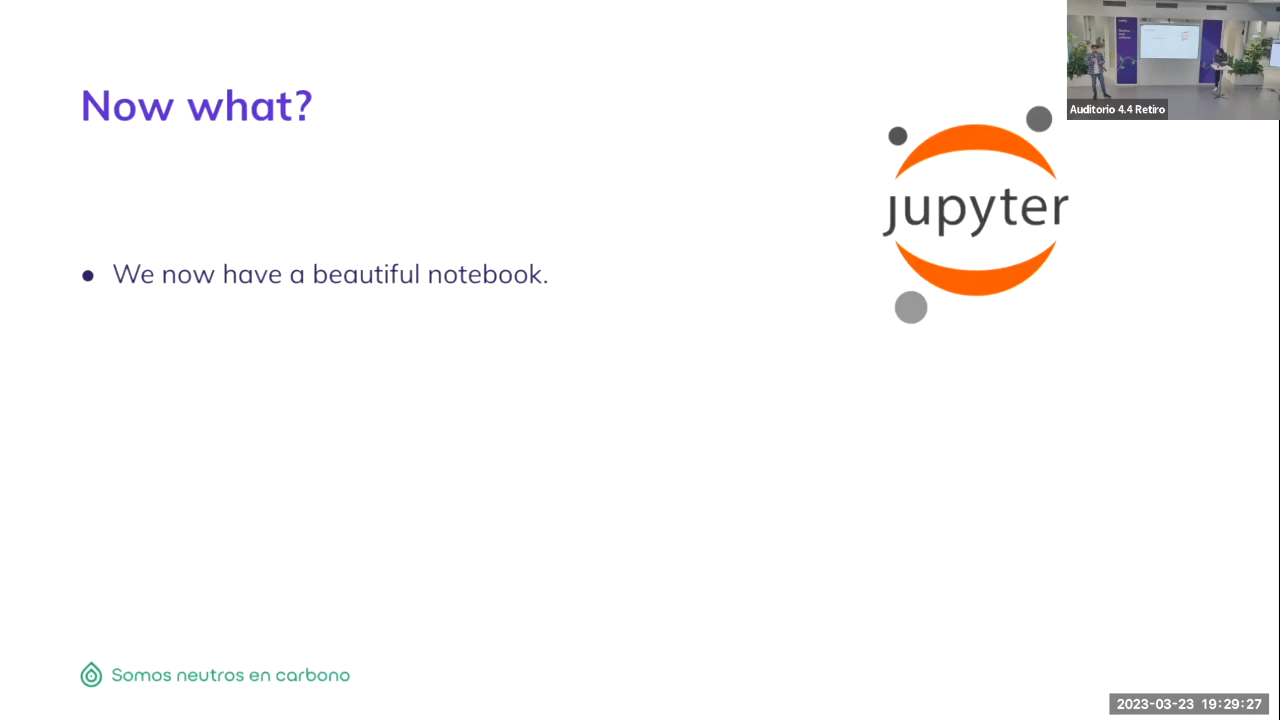 Now what?
Auditorio 4.4 Retiro
jupyter
● We now have a beautiful notebook.
Somos neutros en carbono
2023-03-23 19:29:27